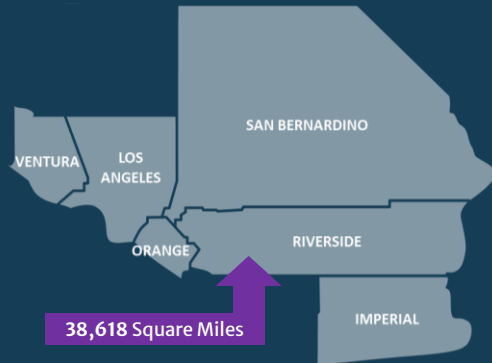 SAN BERNARDINO
VENTURA
LOS
ANGELES
ORANGE
RIVERSIDE
38,618 Square Miles
IMPERIAL